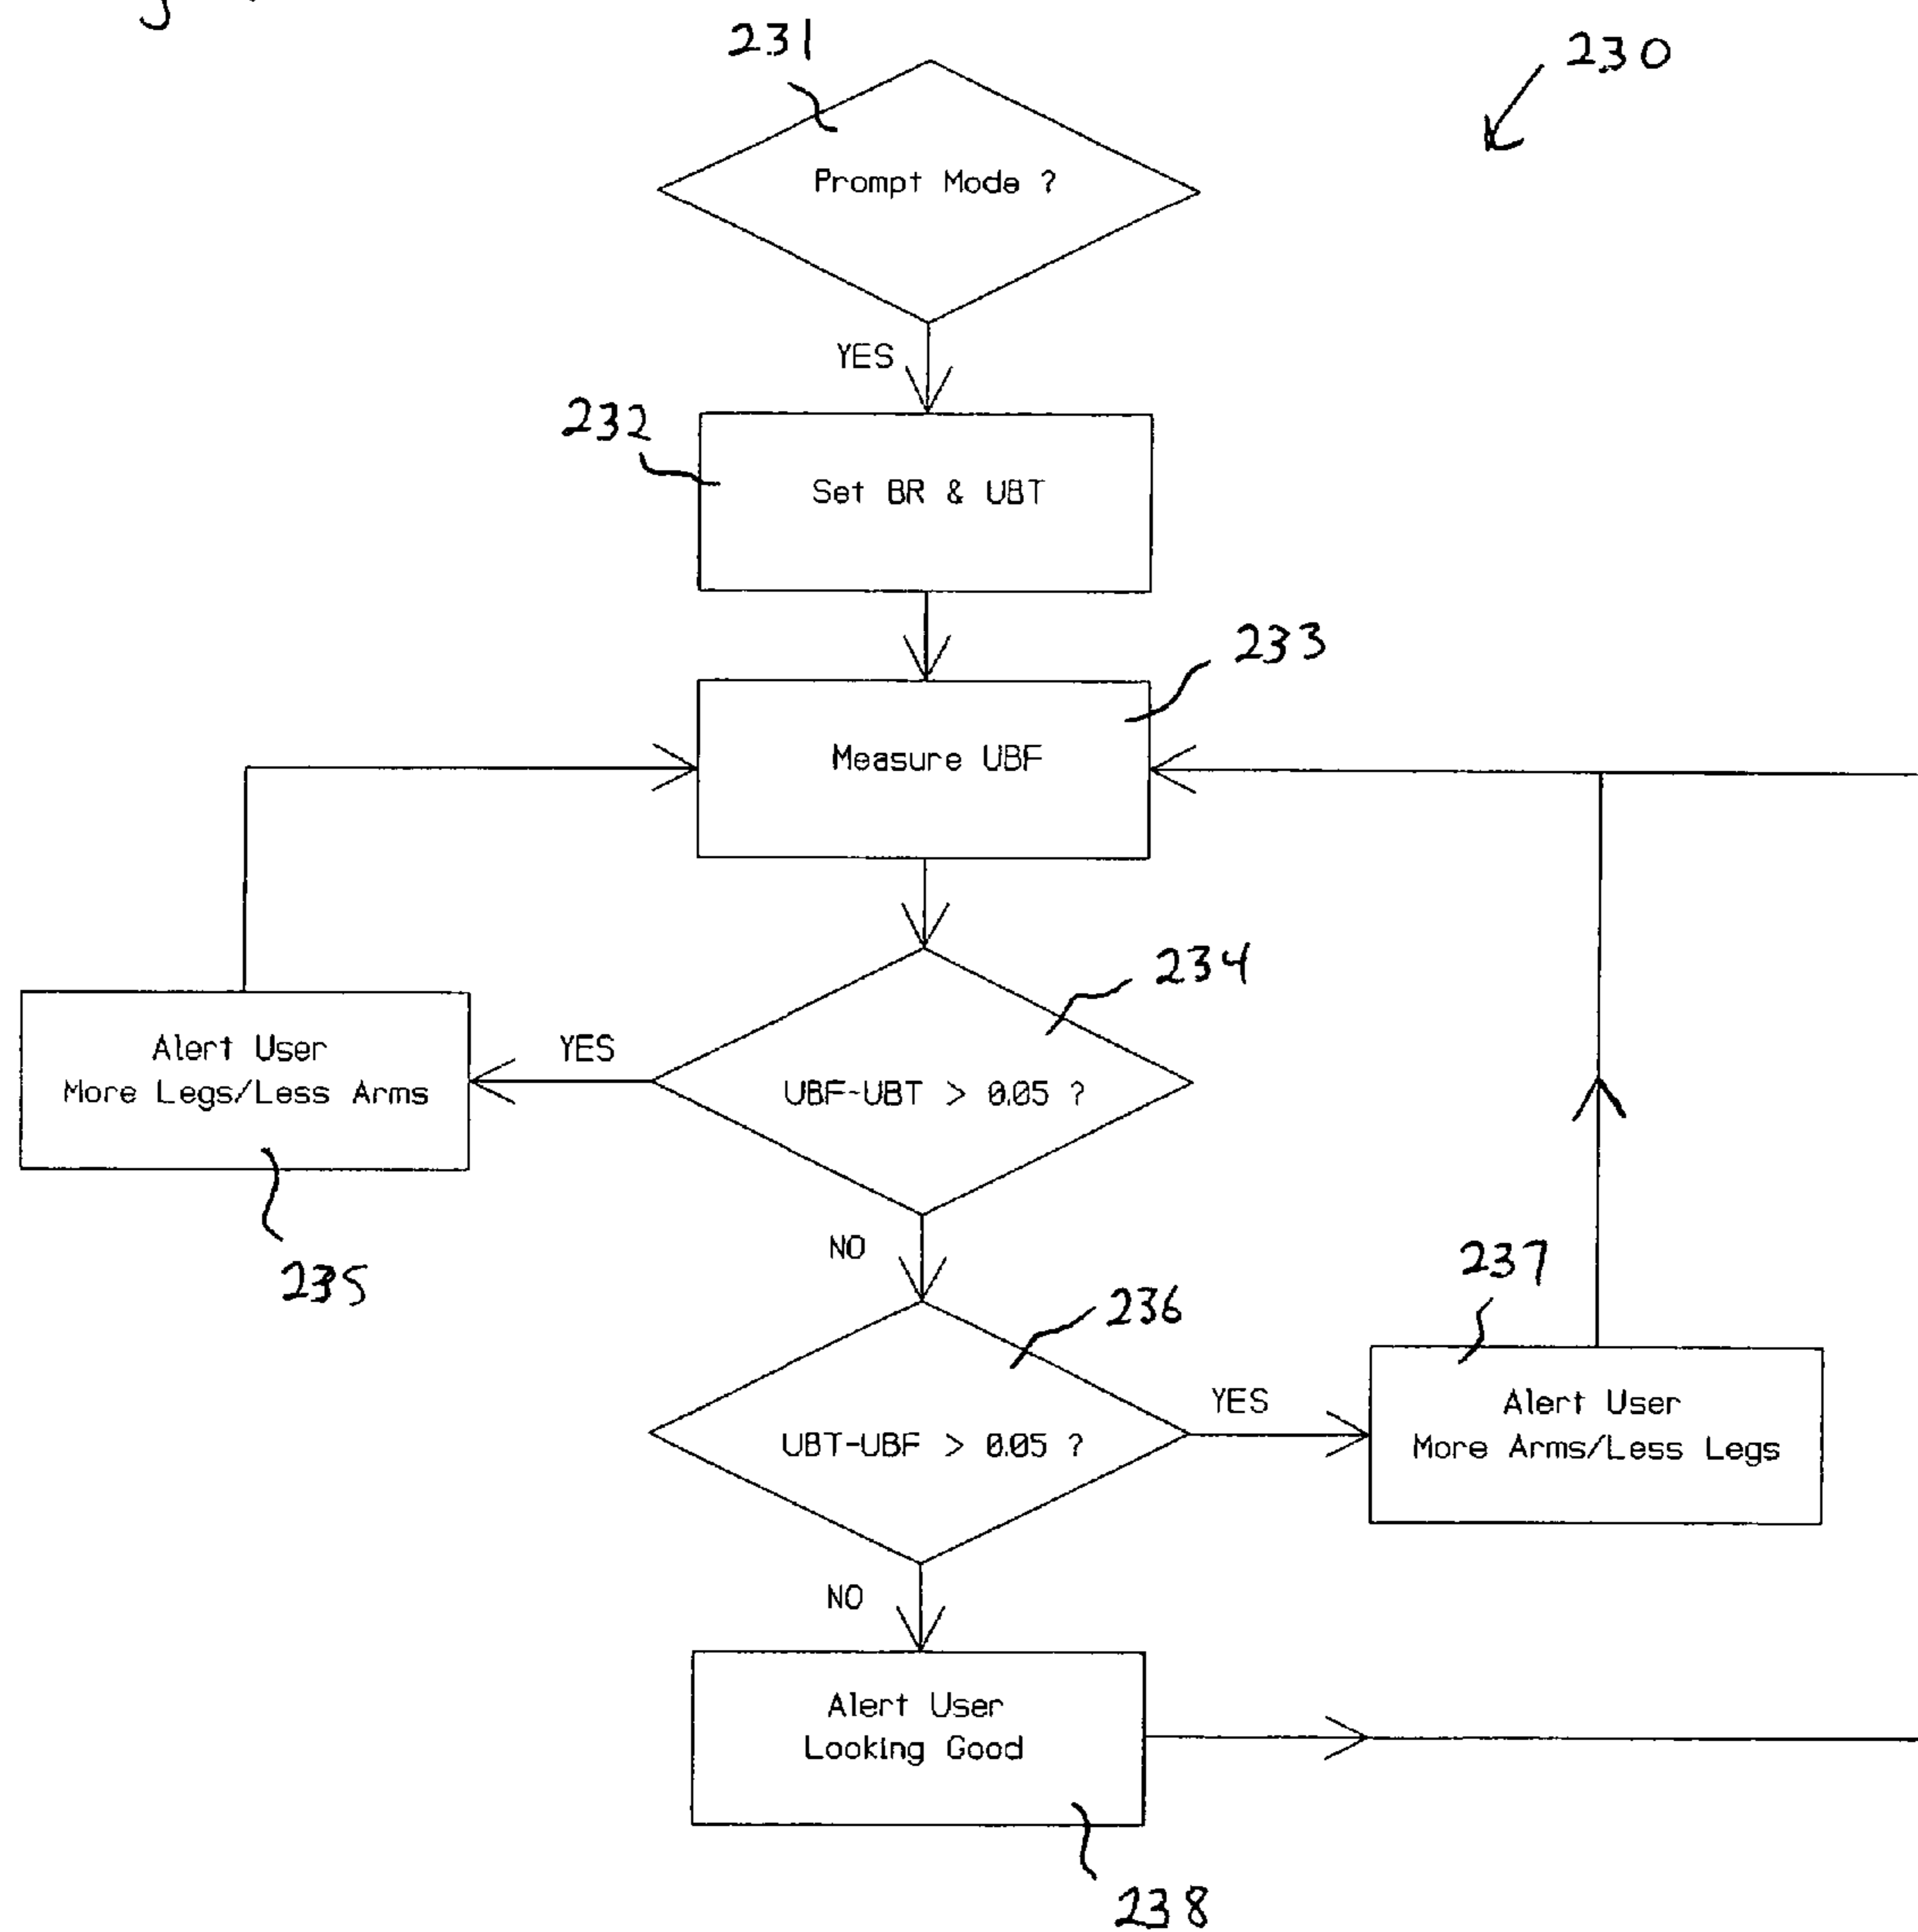 231
230
Prompt Mode ?
YES
232
Set BR & UBT
233
Measure UBF
234
Alert User
More Legs/Less Arms
YES
UBF-UBT > 0.05 ?
235
NO
236
237
UBT-UBF > 0.05 ?
YES
Alert User
More Arms/Less Legs
NO
Alert User
Looking Good
238